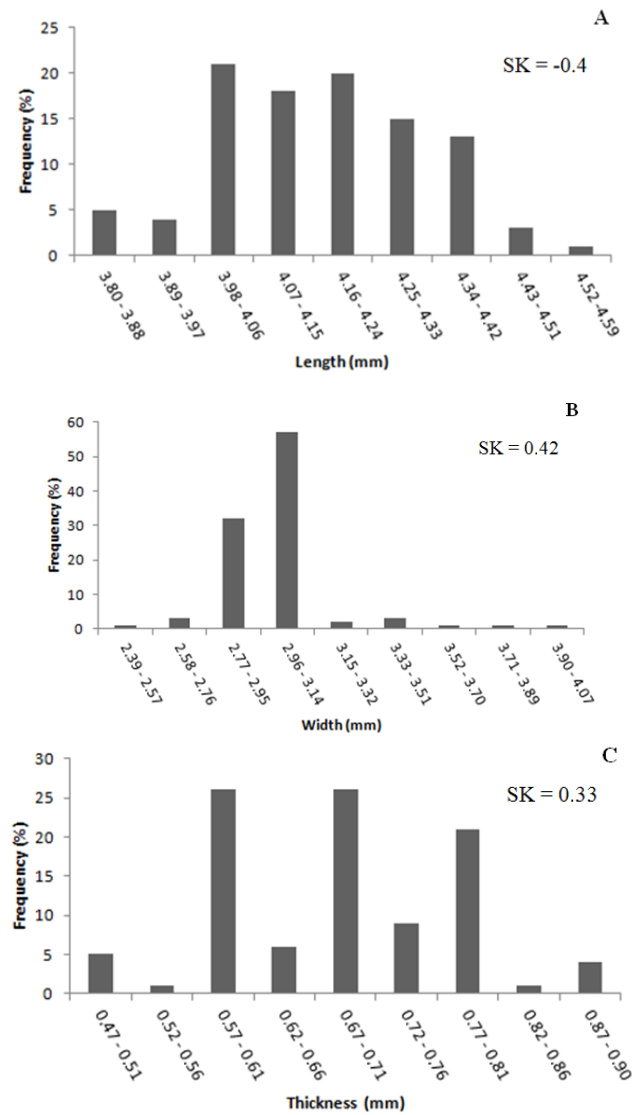 A
SK = -0.4
Frequency (%)
25
20
15
10
5
0
3.80 - 3.88
3.89 - 3.97
3.98 - 4.06
4.07 - 4.15
4.16 - 4.24
4.25 - 4.33
4.34 - 4.42
4.43 - 4.51
4.52 -4.59
Length (mm)
B
SK = 0.42
Frequency (%)
60
50
40
30
20
10
0
2.39 - 2.57
2.58 - 2.76
2.77 - 2.95
2.96 - 3.14
3.15 - 3.32
3.33 - 3.51
3.52 - 3.70
3.71 - 3.89
3.90 - 4.07
Width (mm)
C
SK = 0.33
Frequency (%)
30
25
20
15
10
5
0
0.47 - 0.51
0.52 - 0.56
0.57 - 0.61
0.62 - 0.66
0.67 - 0.71
0.72 - 0.76
0.77 - 0.81
0.82 - 0.86
0.87 - 0.90
Thickness (mm)